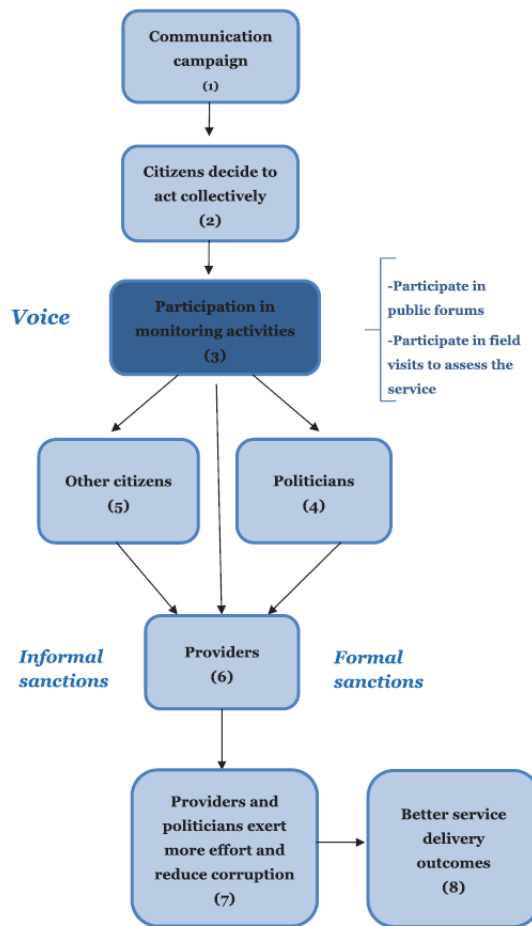 Communication
campaign
(1)
Citizens decide to
act collectively
(2)
Voice
Participation in
monitoring activities
(3)
-Participate in
public forums
-Participate in field
visits to assess the
service
Other citizens
(5)
Politicians
(4)
Informal
sanctions
Providers
(6)
Formal
sanctions
Providers and
politicians exert
more effort and
reduce corruption
(7)
Better service
delivery
outcomes
(8)